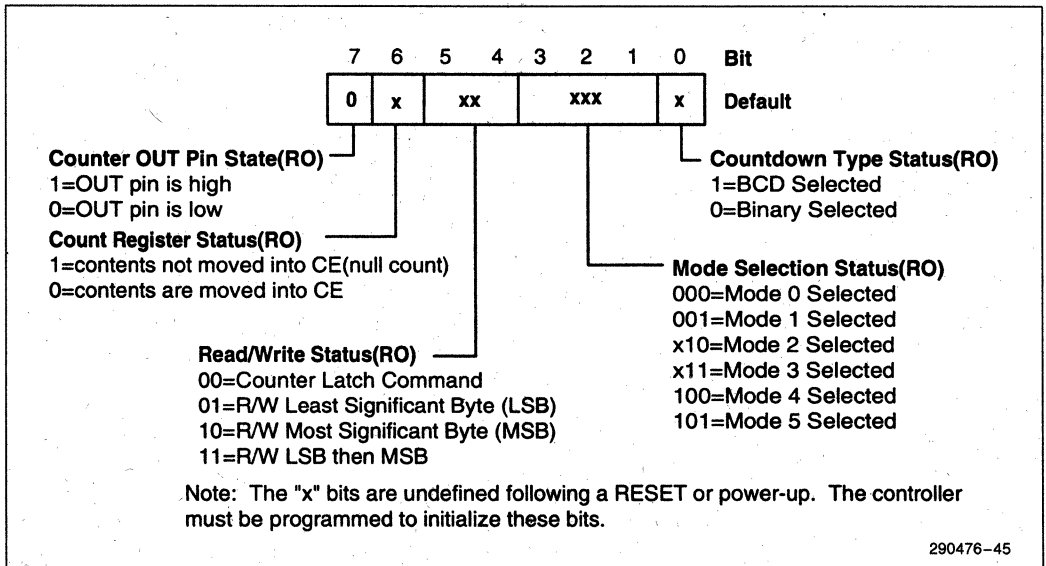 7 6 5 4 3 2 1 0 Bit
0 x xx xxx x Default
Counter OUT Pin State(RO)
1=OUT pin is high
0=OUT pin is low
Count Register Status(RO)
1=contents not moved into CE(null count)
0=contents are moved into CE
Read/Write Status(RO)
00=Counter Latch Command
01=R/W Least Significant Byte (LSB)
10=R/W Most Significant Byte (MSB)
11=R/W LSB then MSB
Countdown Type Status(RO)
1=BCD Selected
0=Binary Selected
Mode Selection Status(RO)
000=Mode 0 Selected
001=Mode 1 Selected
x10=Mode 2 Selected
x11=Mode 3 Selected
100=Mode 4 Selected
101=Mode 5 Selected
Note: The "x" bits are undefined following a RESET or power-up. The controller
must be programmed to initialize these bits.
290476-45